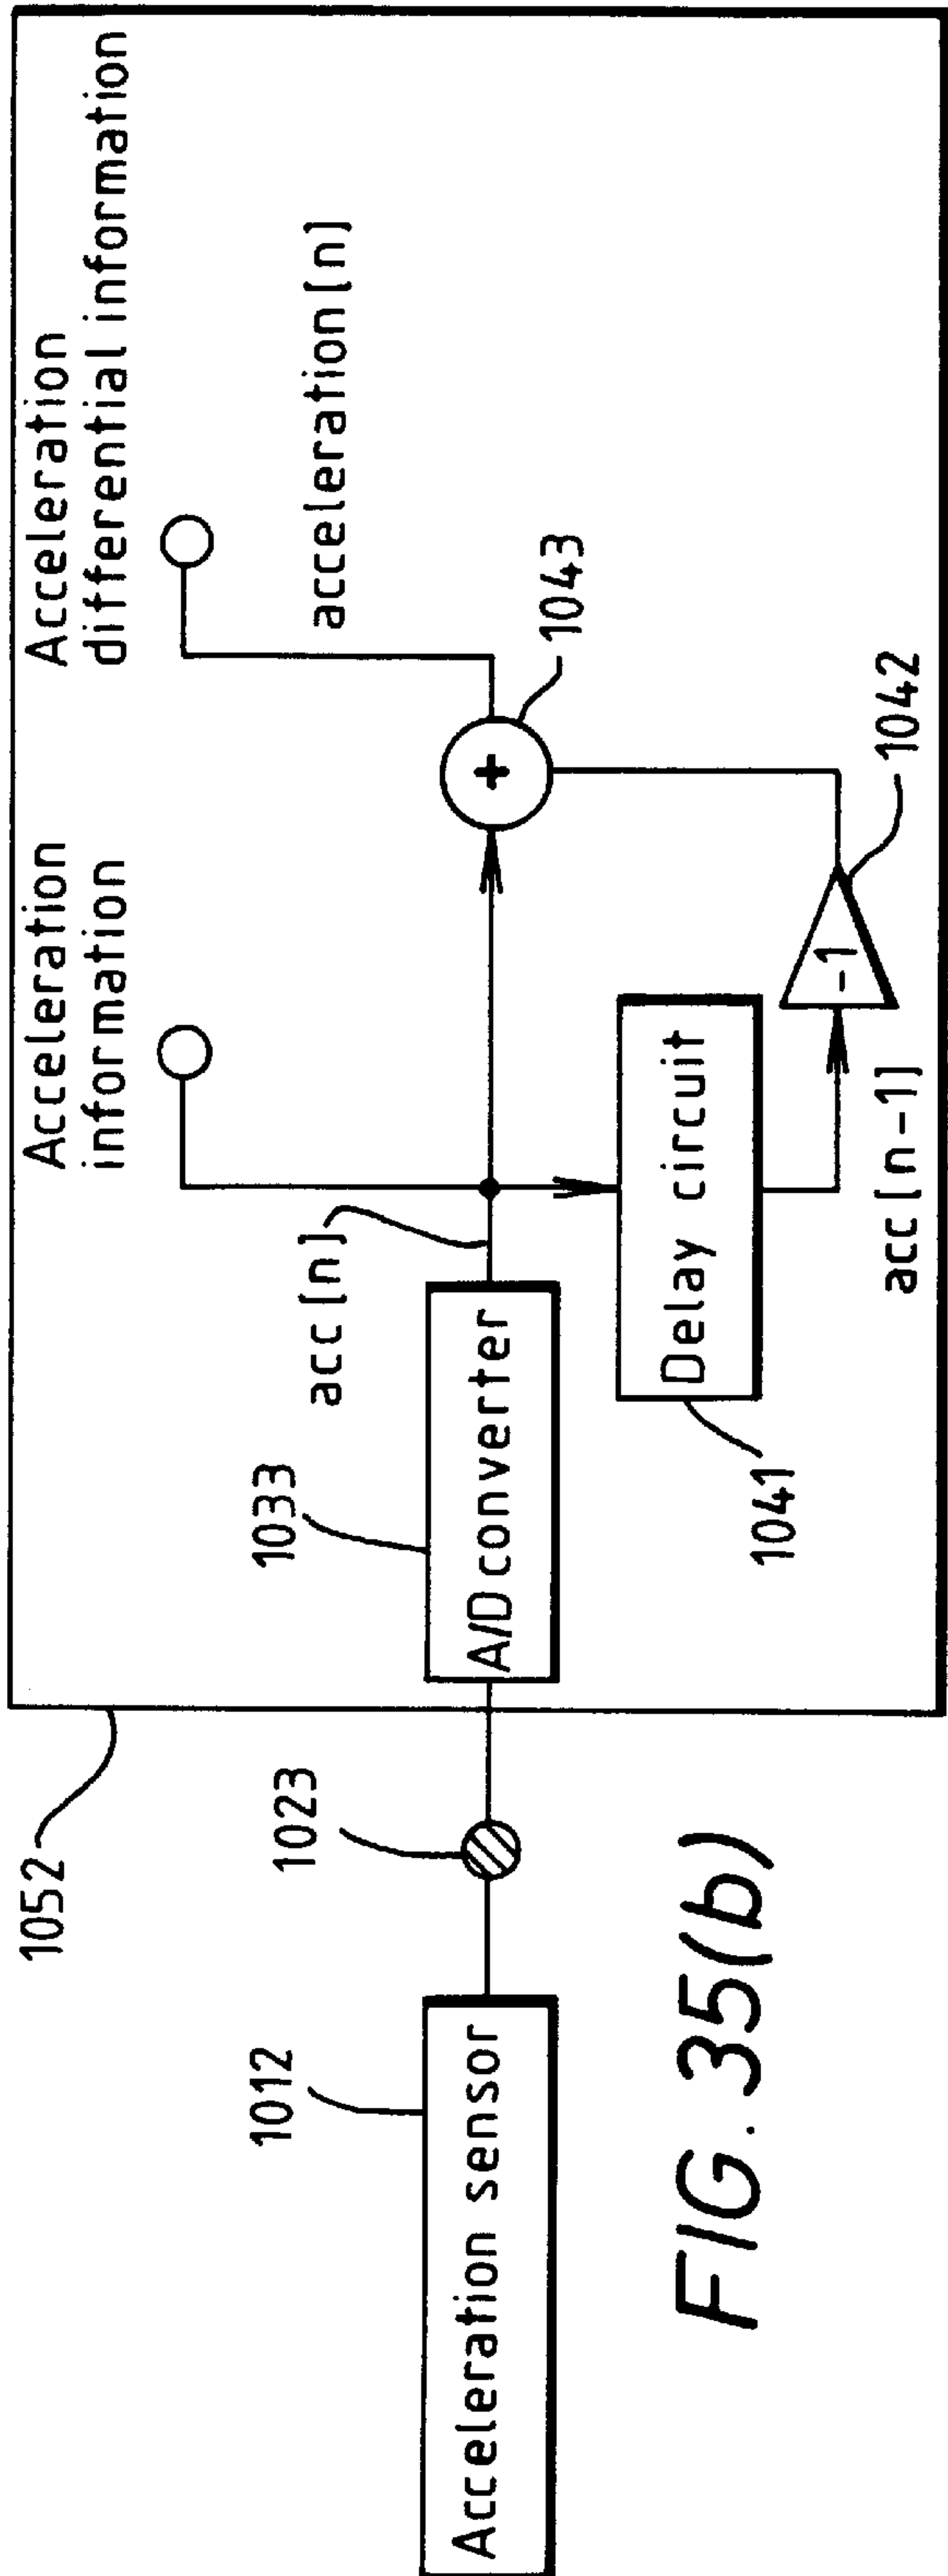 1052
Acceleration
information
Acceleration
differential information
acceleration[n]
acc[n]
1012
1023
1033
Acceleration sensor
A/D converter
+
1043
Delay circuit
-1
1041
acc[n-1]
1042
FIG. 35(b)